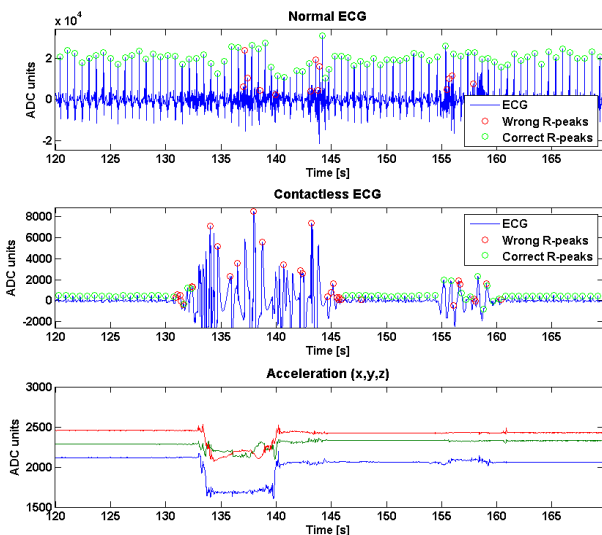 Normal ECG
x 10⁴
ADC units
2
0
-2
ECG
Wrong R-peaks
Correct R-peaks
120 125 130 135 140 145 150 155 160 165
Time [s]
Contactless ECG
ADC units
8000
6000
4000
2000
0
-2000
ECG
Wrong R-peaks
Correct R-peaks
120 125 130 135 140 145 150 155 160 165
Time [s]
Acceleration (x,y,z)
ADC units
3000
2500
2000
1500
120 125 130 135 140 145 150 155 160 165
Time [s]